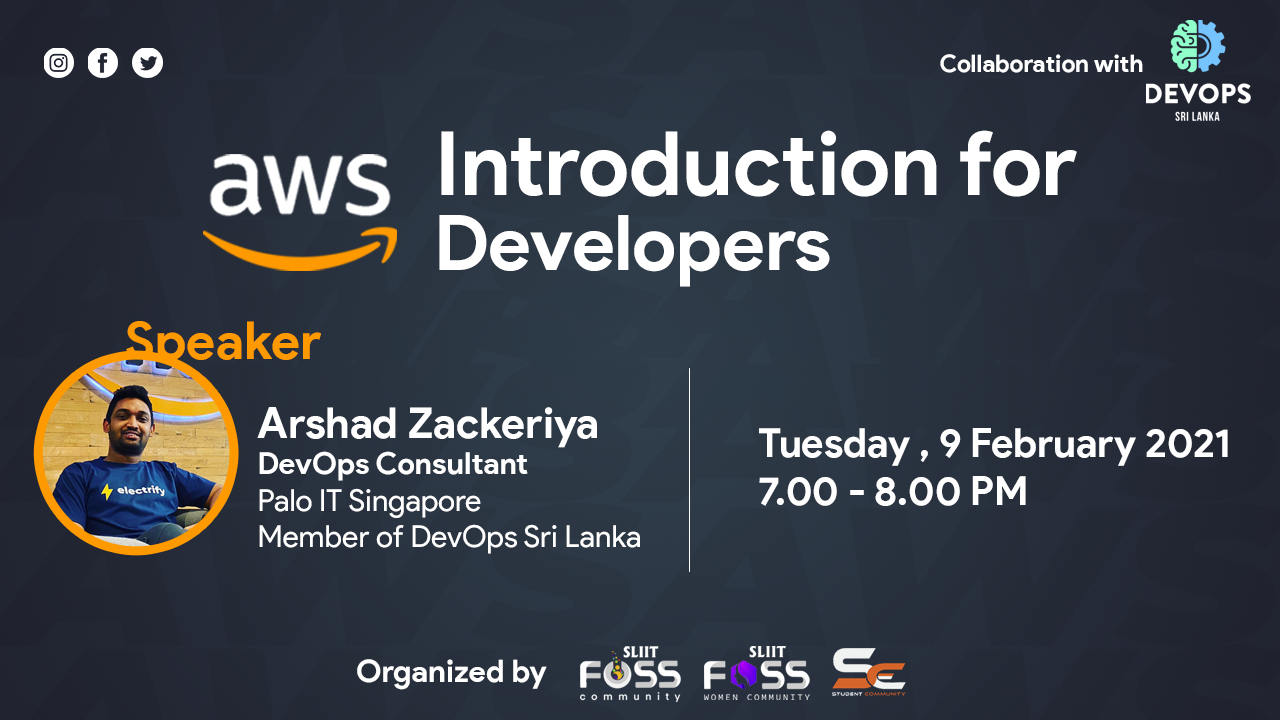 Collaboration with
DEVOPS
SRI LANKA
aws
Introduction for
Developers
Speaker
electrify
Arshad Zackeriya
DevOps Consultant
Palo IT Singapore
Member of DevOps Sri Lanka
Tuesday , 9 February 2021
7.00 - 8.00 PM
Organized by
SLIIT
FOSS
community
SLIIT
FOSS
WOMEN COMMUNITY
SE
STUDENT COMMUNITY